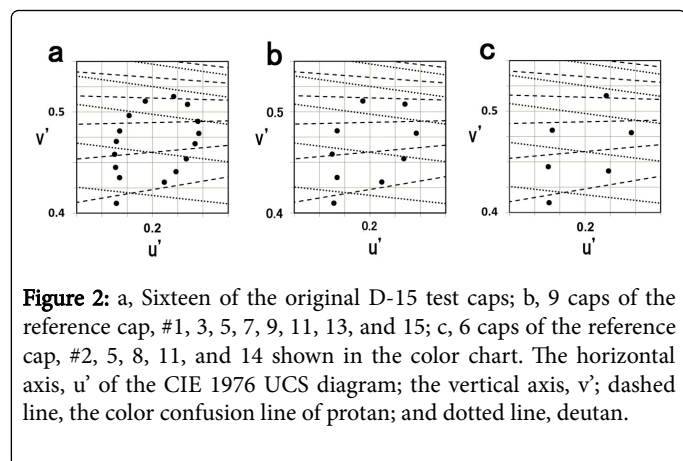 a b c
0.5 0.5 0.5
v' v' v'
0.4 0.4 0.4
0.2 0.2 0.2
u' u' u'
Figure 2: a, Sixteen of the original D-15 test caps; b, 9 caps of the
reference cap, #1, 3, 5, 7, 9, 11, 13, and 15; c, 6 caps of the reference
cap, #2, 5, 8, 11, and 14 shown in the color chart. The horizontal
axis, u' of the CIE 1976 UCS diagram; the vertical axis, v'; dashed
line, the color confusion line of protan; and dotted line, deutan.